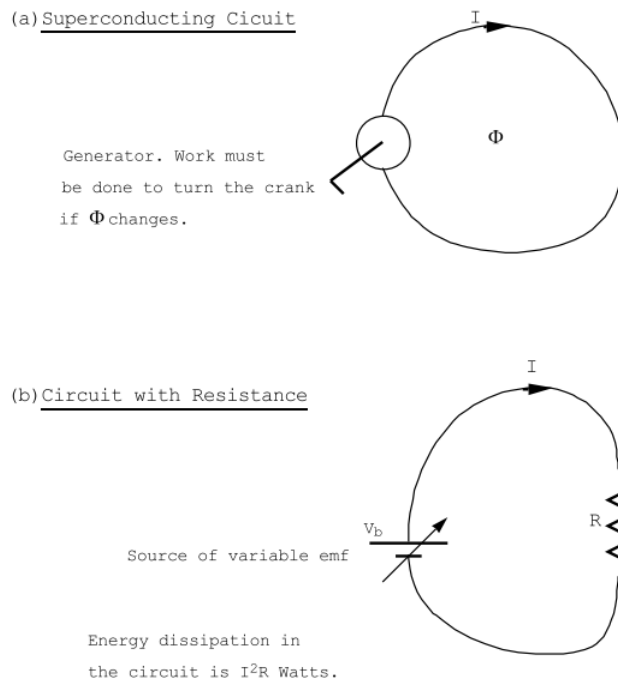 (a) Superconducting Cicuit
I
Φ
Generator. Work must
be done to turn the crank
if Φ changes.
I
(b) Circuit with Resistance
V_b
R
Source of variable emf
Energy dissipation in
the circuit is I²R Watts.